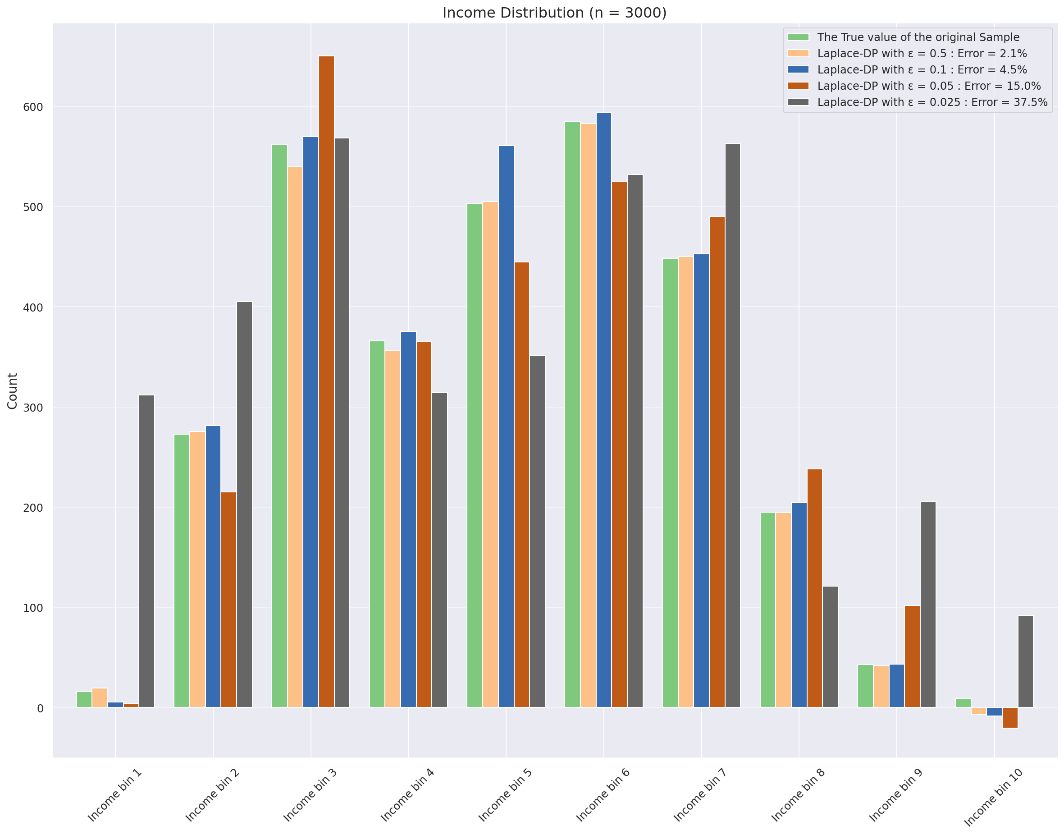 Income Distribution (n = 3000)
The True value of the original Sample
Laplace-DP with ε = 0.5 : Error = 2.1%
Laplace-DP with ε = 0.1 : Error = 4.5%
Laplace-DP with ε = 0.05 : Error = 15.0%
Laplace-DP with ε = 0.025 : Error = 37.5%
Count
600
500
400
300
200
100
0
Income bin 1
Income bin 2
Income bin 3
Income bin 4
Income bin 5
Income bin 6
Income bin 7
Income bin 8
Income bin 9
Income bin 10